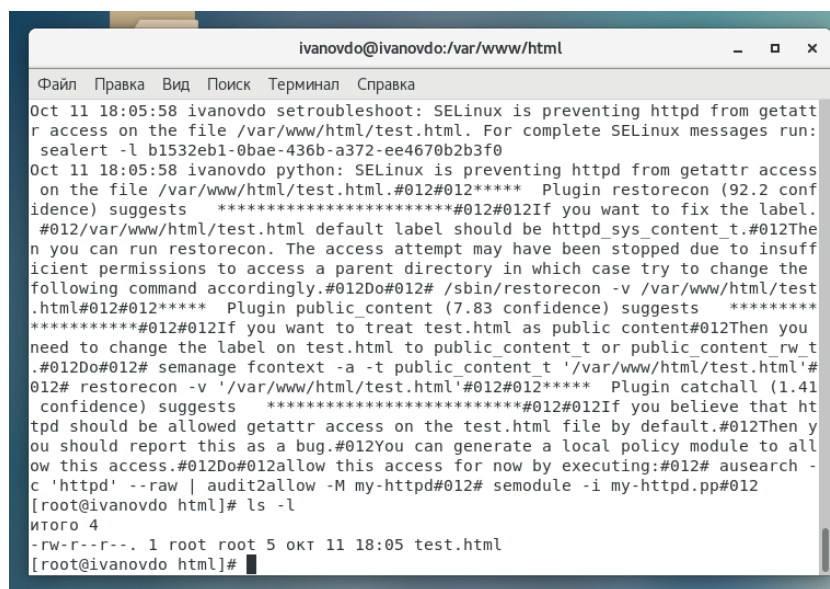 ivanovdo@ivanovdo:/var/www/html
Файл Правка Вид Поиск Терминал Справка
Oct 11 18:05:58 ivanovdo setroubleshoot: SELinux is preventing httpd from getatt
r access on the file /var/www/html/test.html. For complete SELinux messages run:
 sealert -l b1532eb1-0bae-436b-a372-ee4670b2b3f0
Oct 11 18:05:58 ivanovdo python: SELinux is preventing httpd from getattr access
 on the file /var/www/html/test.html.#012#012*****  Plugin restorecon (92.2 conf
idence) suggests   ************************#012#012If you want to fix the label.
 #012/var/www/html/test.html default label should be httpd_sys_content_t.#012The
n you can run restorecon. The access attempt may have been stopped due to insuff
icient permissions to access a parent directory in which case try to change the
following command accordingly.#012Do#012# /sbin/restorecon -v /var/www/html/test
.html#012#012*****  Plugin public_content (7.83 confidence) suggests   *********
***********#012#012If you want to treat test.html as public content#012Then you
need to change the label on test.html to public_content_t or public_content_rw_t
.#012Do#012# semanage fcontext -a -t public_content_t '/var/www/html/test.html'#
012# restorecon -v '/var/www/html/test.html'#012#012*****  Plugin catchall (1.41
 confidence) suggests   **************************#012#012If you believe that ht
tpd should be allowed getattr access on the test.html file by default.#012Then y
ou should report this as a bug.#012You can generate a local policy module to all
ow this access.#012Do#012allow this access for now by executing:#012# ausearch -
c 'httpd' --raw | audit2allow -M my-httpd#012# semodule -i my-httpd.pp#012
[root@ivanovdo html]# ls -l
итого 4
-rw-r--r--. 1 root root 5 окт 11 18:05 test.html
[root@ivanovdo html]#